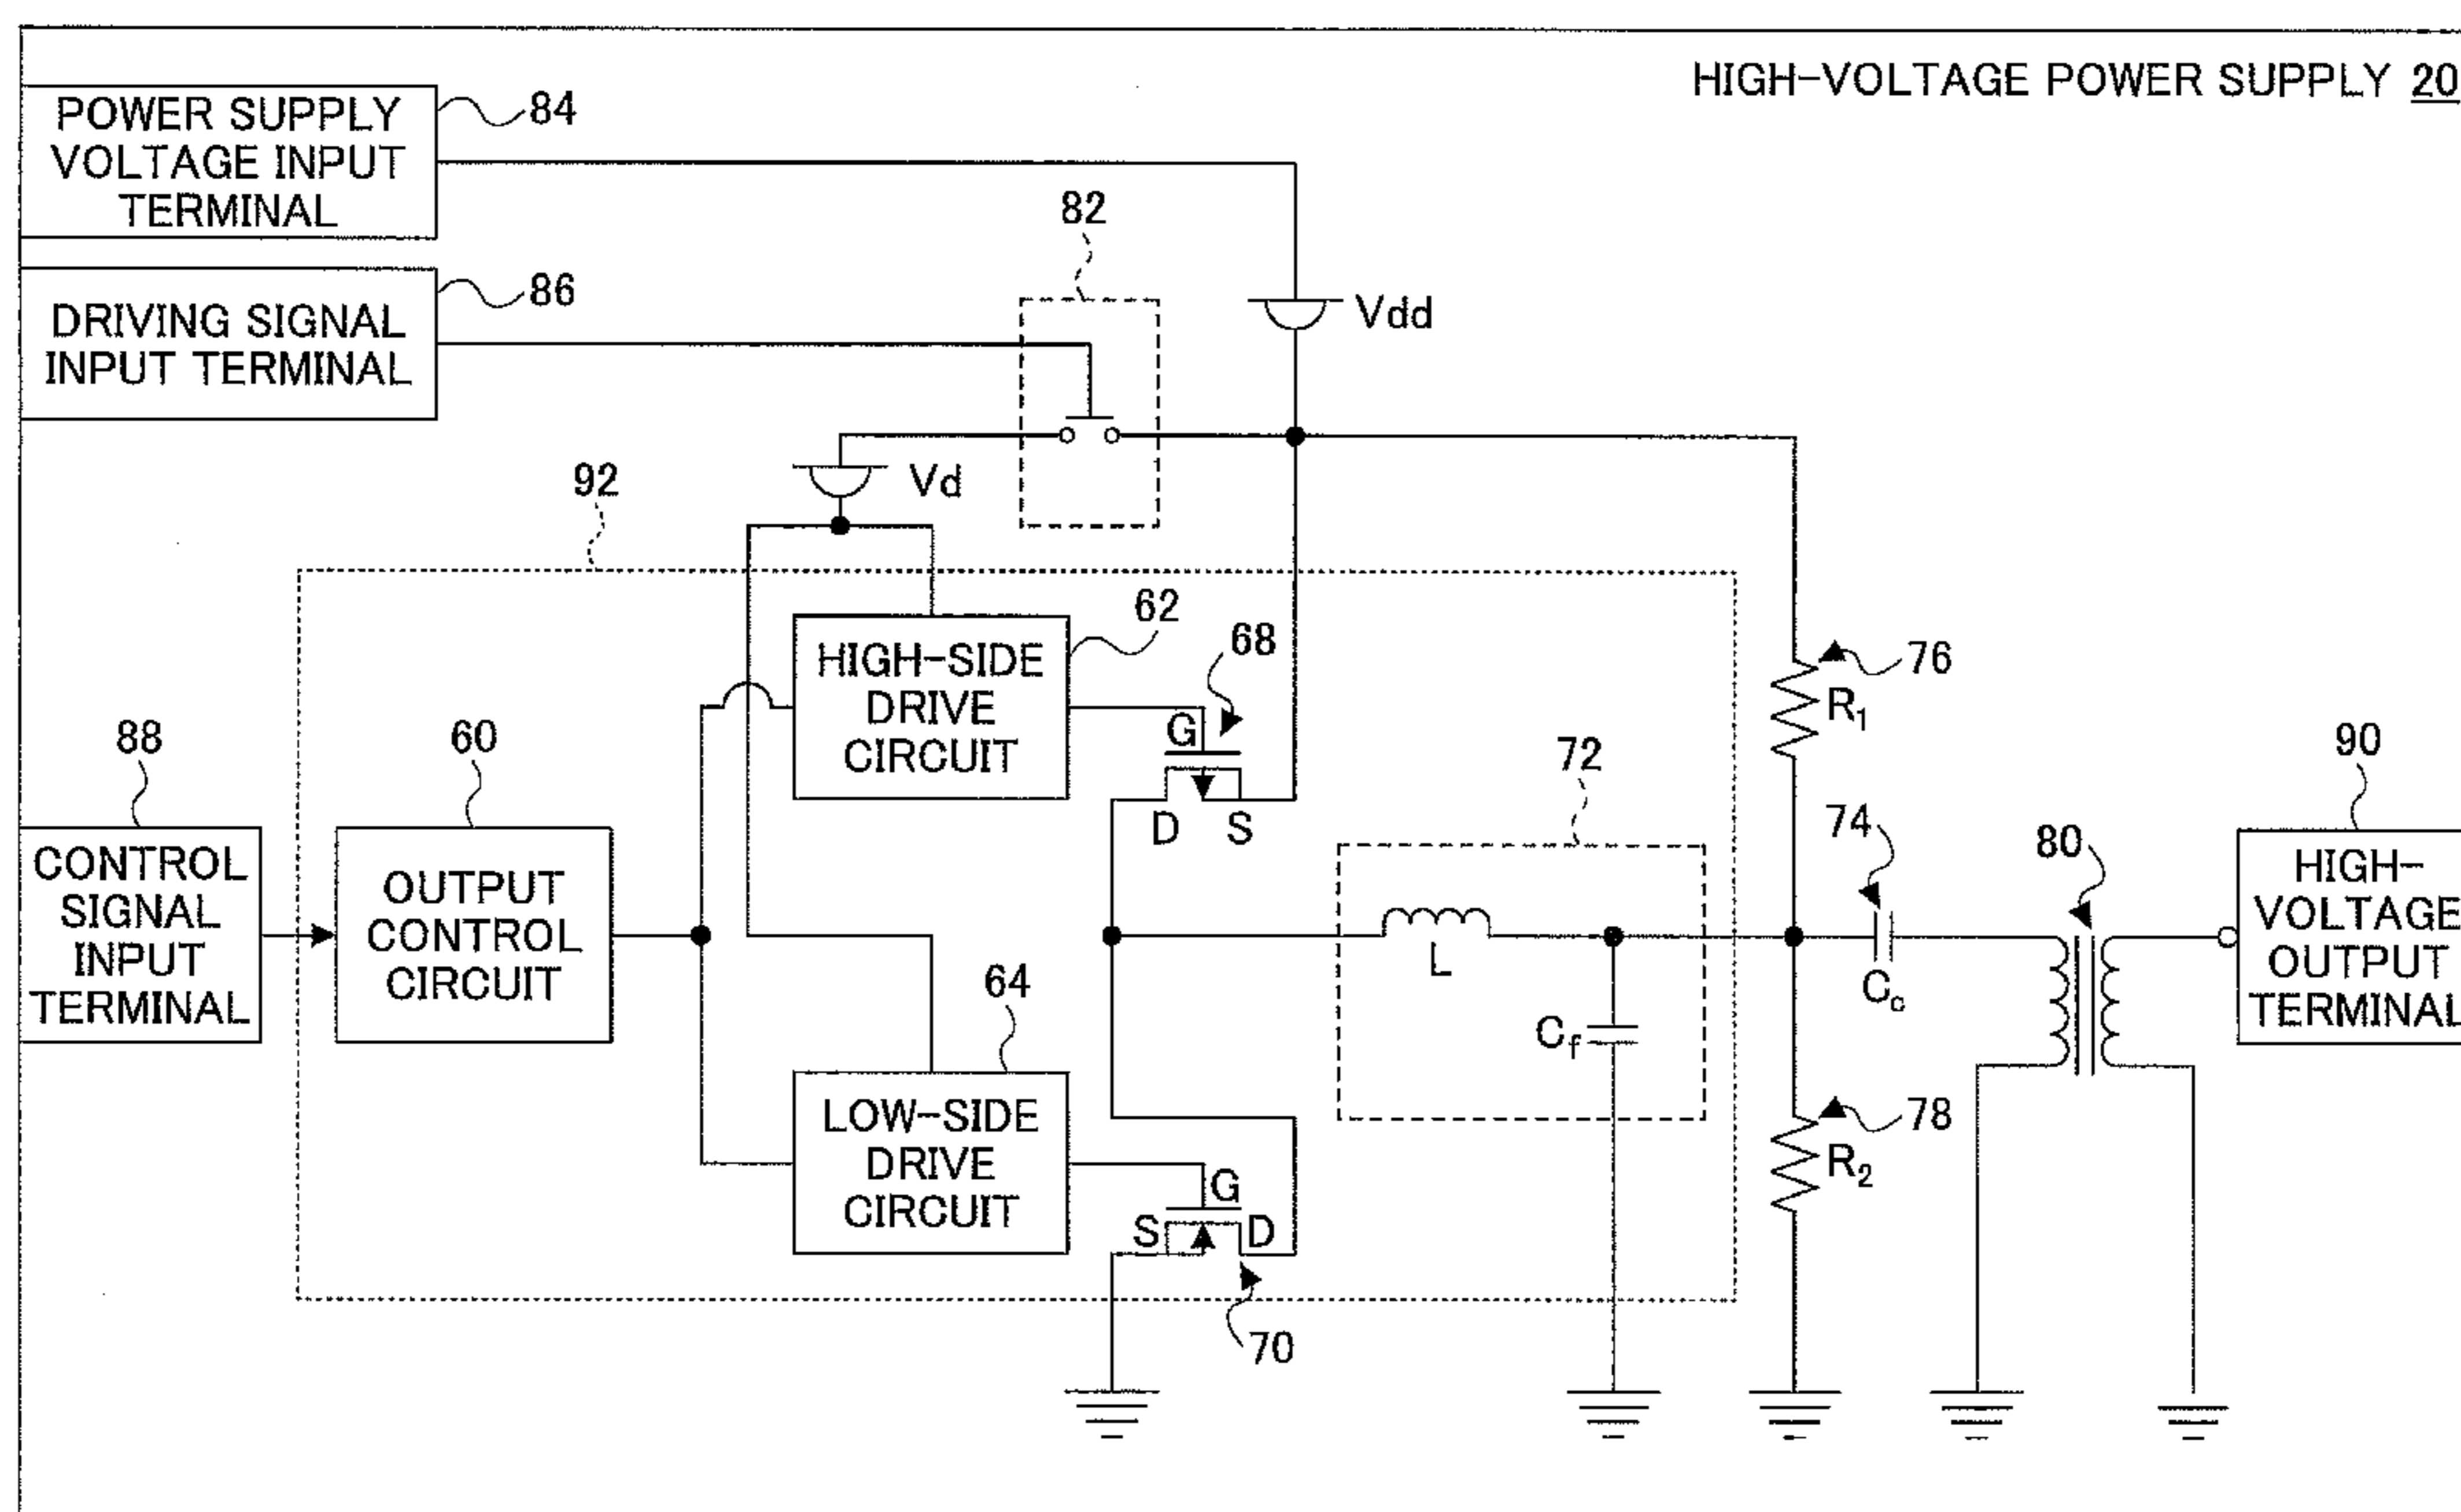 HIGH-VOLTAGE POWER SUPPLY 20
POWER SUPPLY
VOLTAGE INPUT
TERMINAL
84
DRIVING SIGNAL
INPUT TERMINAL
86
82
Vdd
Vd
92
HIGH-SIDE
DRIVE
CIRCUIT
62
68
G
D
S
76
R1
88
CONTROL
SIGNAL
INPUT
TERMINAL
60
OUTPUT
CONTROL
CIRCUIT
72
L
Cf
74
Cc
80
90
HIGH-
VOLTAGE
OUTPUT
TERMINAL
64
LOW-SIDE
DRIVE
CIRCUIT
G
S
D
70
78
R2